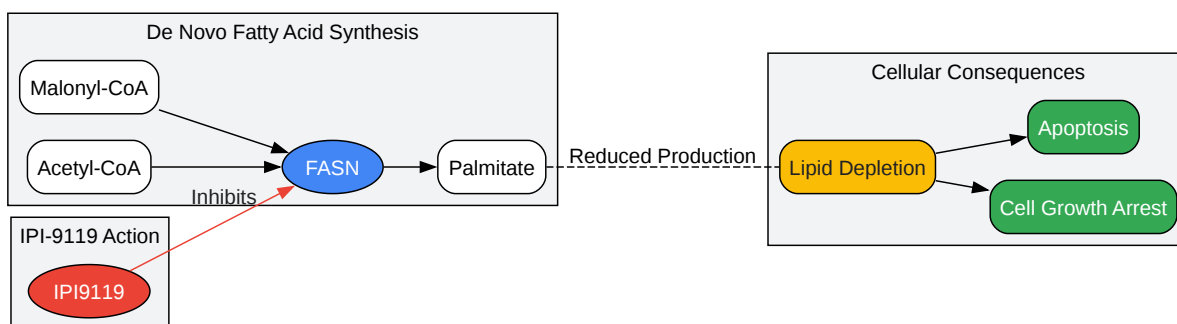 De Novo Fatty Acid Synthesis
Malonyl-CoA
Acetyl-CoA
FASN
Palmitate
Inhibits
IPI-9119 Action
IPI9119
Reduced Production
Cellular Consequences
Lipid Depletion
Apoptosis
Cell Growth Arrest